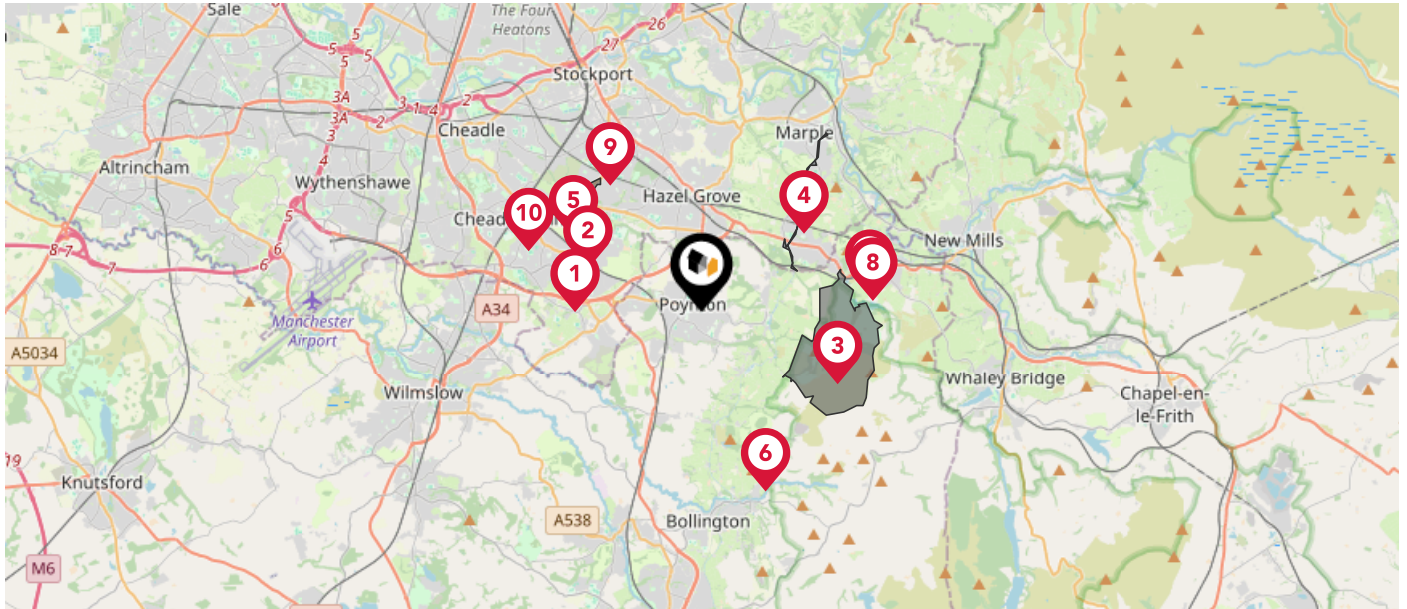 Sale
The Four
Heatons
26
5
5
5
5
27
Stockport
3A
3
1
4
2
3A
2
Cheadle
Marple
3
9
Altrincham
Wythenshawe
4
5
Hazel Grove
10
5
Chead
2
8
7
7
6
6
New Mills
8
1
Poynton
A34
Manchester
Airport
3
A5034
Wilmslow
Whaley Bridge
Chapel-en-
le-Frith
6
19
Knutsford
A538
Bollington
M6